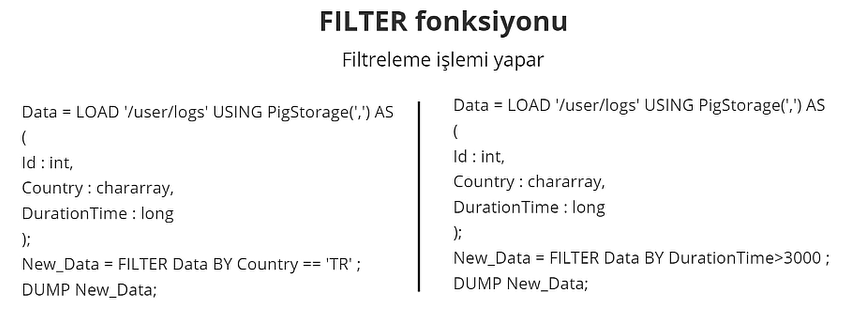 FILTER fonksiyonu
Filtreleme işlemi yapar
Data = LOAD '/user/logs' USING PigStorage(',') AS
(
Id : int,
Country : chararray,
DurationTime : long
);
New_Data = FILTER Data BY Country == 'TR' ;
DUMP New_Data;
Data = LOAD '/user/logs' USING PigStorage(',') AS
(
Id : int,
Country : chararray,
DurationTime : long
);
New_Data = FILTER Data BY DurationTime>3000 ;
DUMP New_Data;